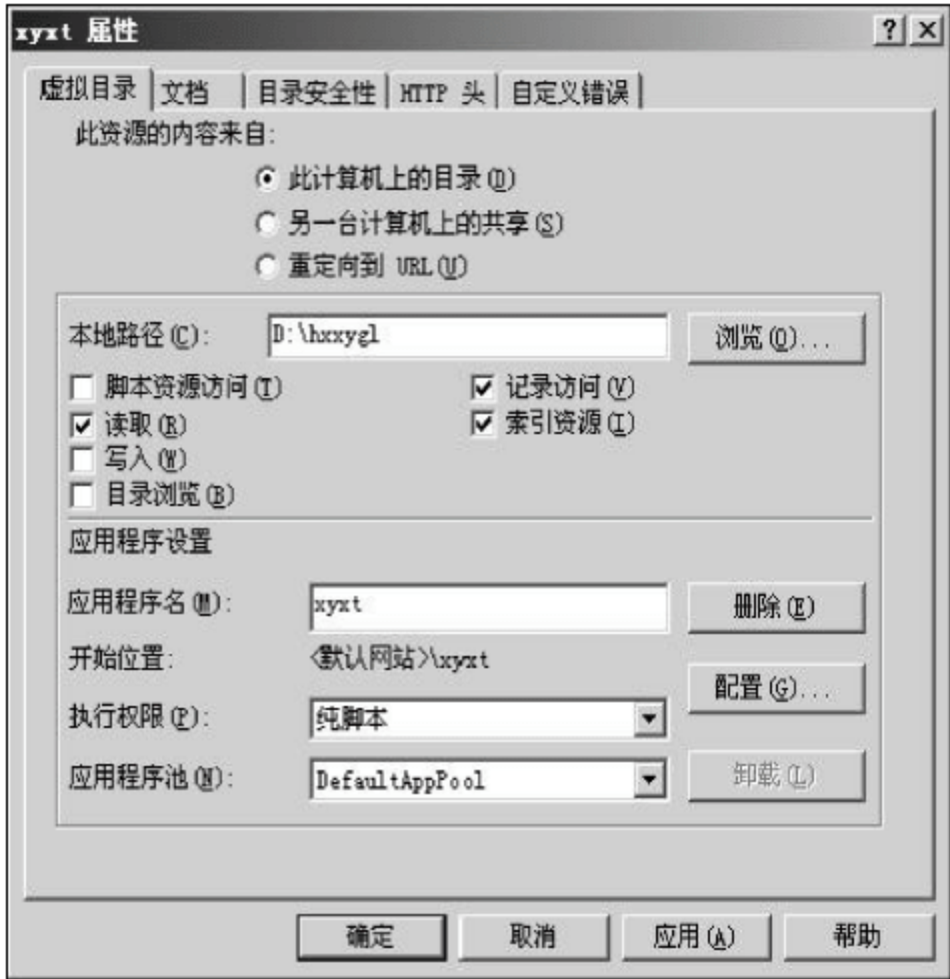 xyxt 属性
虚拟目录 文档 目录安全性 HTTP 头 自定义错误
此资源的内容来自:
此计算机上的目录(D)
另一台计算机上的共享(S)
重定向到 URL(U)
本地路径(C): D:\hxxygl 浏览(O)...
脚本资源访问(T) 记录访问(V)
读取(R) 索引资源(I)
写入(W)
目录浏览(B)
应用程序设置
应用程序名(M): xyxt 删除(E)
开始位置: <默认网站>\xyxt
配置(G)...
执行权限(P): 纯脚本
应用程序池(N): DefaultAppPool 卸载(L)
确定 取消 应用(A) 帮助